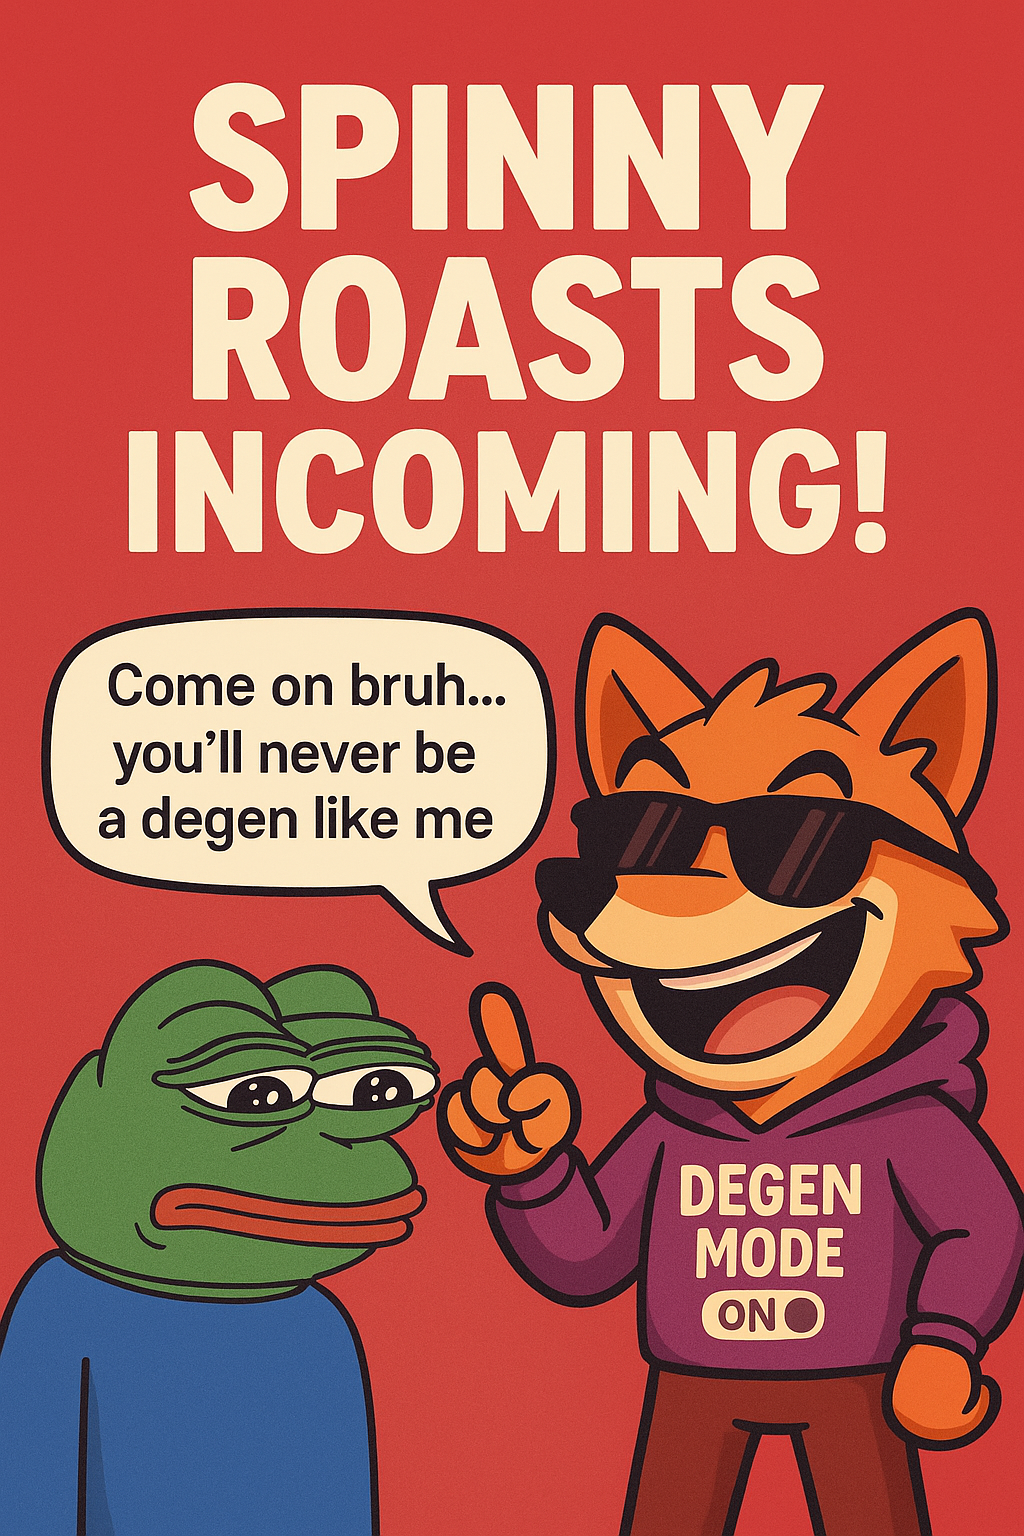 SPINNY
ROASTS
INCOMING!
Come on bruh...
you’ll never be
a degen like me
DEGEN
MODE
ON